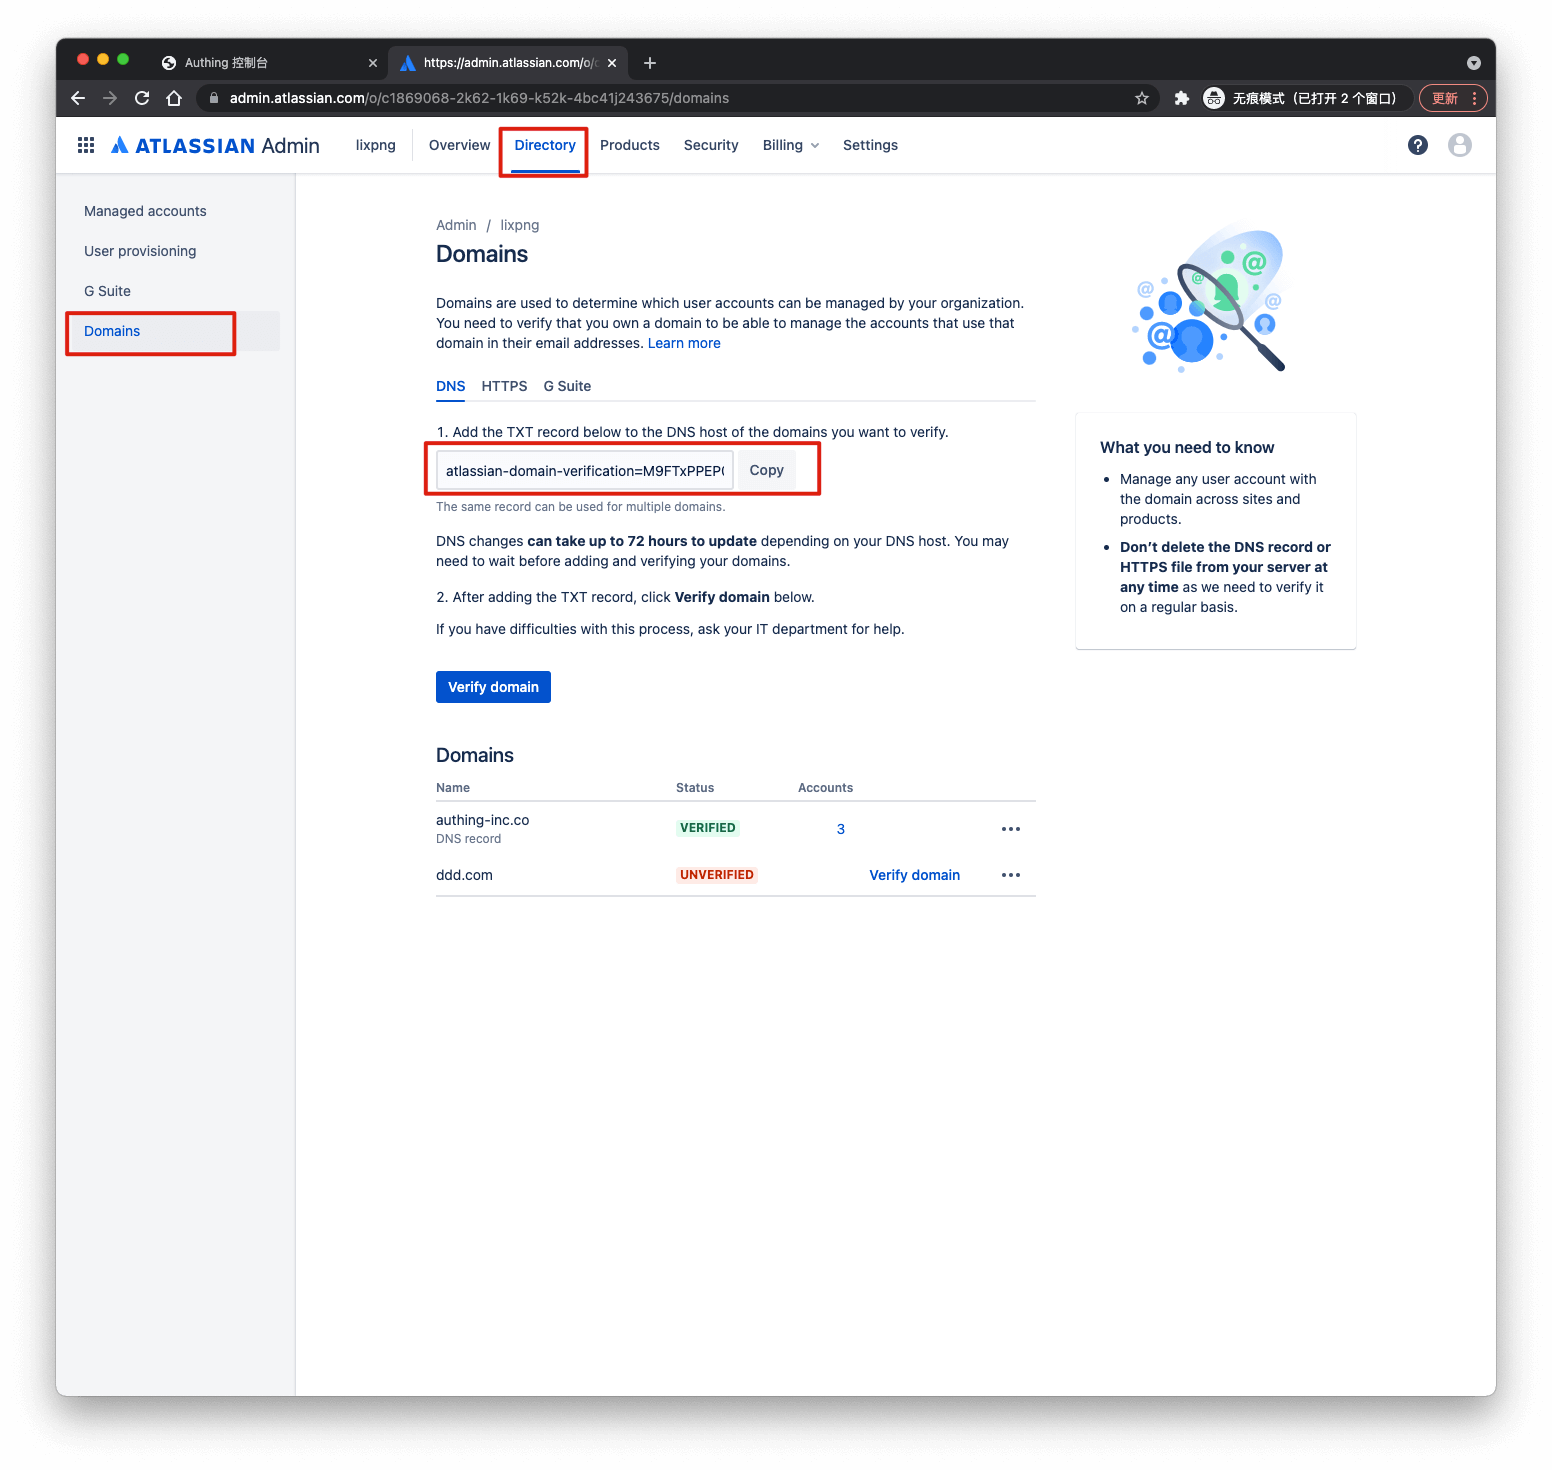 Authing 控制台
https://admin.atlassian.com/o/
admin.atlassian.com/o/c1869068-2k62-1k69-k52k-4bc41j243675/domains
无痕模式（已打开 2 个窗口）
更新
ATLASSIAN Admin
lixpng
Overview
Directory
Products
Security
Billing
Settings
Managed accounts
User provisioning
G Suite
Domains
Admin / lixpng
Domains
Domains are used to determine which user accounts can be managed by your organization.
You need to verify that you own a domain to be able to manage the accounts that use that
domain in their email addresses. Learn more
DNS HTTPS G Suite
1. Add the TXT record below to the DNS host of the domains you want to verify.
atlassian-domain-verification=M9FTxPPEP
Copy
The same record can be used for multiple domains.
DNS changes can take up to 72 hours to update depending on your DNS host. You may
need to wait before adding and verifying your domains.
2. After adding the TXT record, click Verify domain below.
If you have difficulties with this process, ask your IT department for help.
Verify domain
What you need to know
• Manage any user account with
the domain across sites and
products.
• Don’t delete the DNS record or
HTTPS file from your server at
any time as we need to verify it
on a regular basis.
Domains
Name Status Accounts
authing-inc.co
DNS record
VERIFIED
3
ddd.com
UNVERIFIED
Verify domain